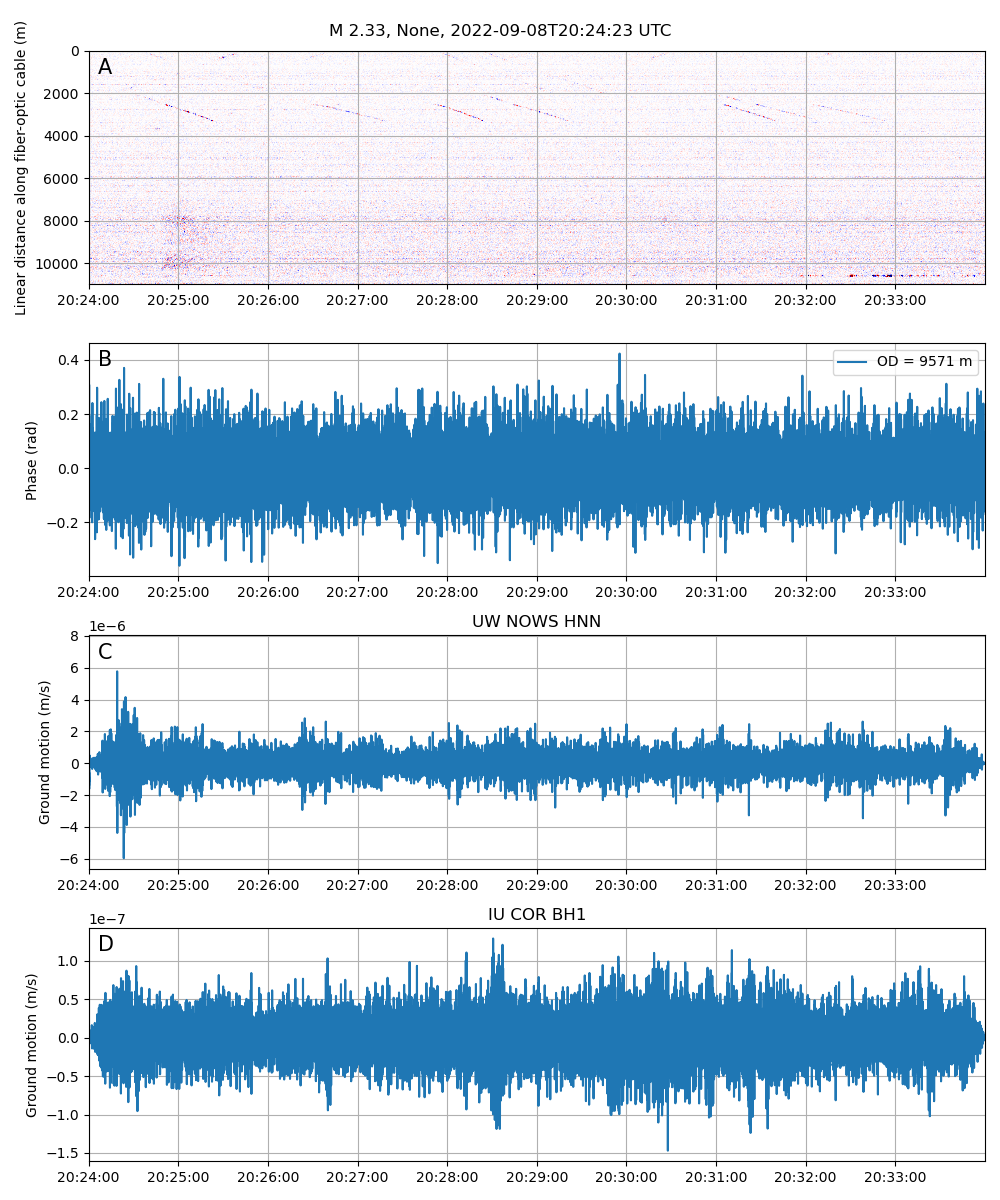 M 2.33, None, 2022-09-08T20:24:23 UTC
Linear distance along fiber-optic cable (m)
A
0
2000
4000
6000
8000
10000
20:24:00 20:25:00 20:26:00 20:27:00 20:28:00 20:29:00 20:30:00 20:31:00 20:32:00 20:33:00
Phase (rad)
B
OD = 9571 m
0.4
0.2
0.0
−0.2
20:24:00 20:25:00 20:26:00 20:27:00 20:28:00 20:29:00 20:30:00 20:31:00 20:32:00 20:33:00
UW NOWS HNN
1e−6
Ground motion (m/s)
C
8
6
4
2
0
−2
−4
−6
20:24:00 20:25:00 20:26:00 20:27:00 20:28:00 20:29:00 20:30:00 20:31:00 20:32:00 20:33:00
IU COR BH1
1e−7
Ground motion (m/s)
D
1.0
0.5
0.0
−0.5
−1.0
−1.5
20:24:00 20:25:00 20:26:00 20:27:00 20:28:00 20:29:00 20:30:00 20:31:00 20:32:00 20:33:00